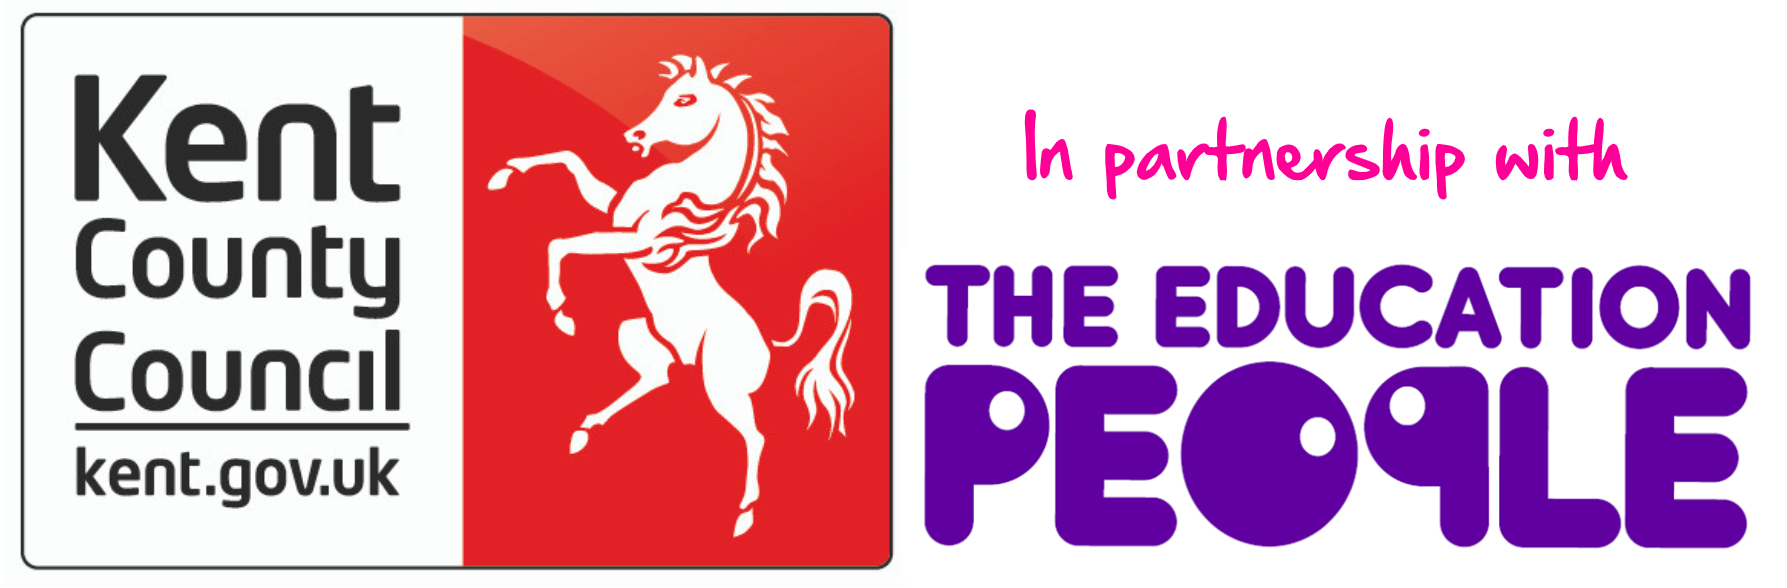 Kent
County
Council
kent.gov.uk
In partnership with
THE EDUCATION
PEOPLE